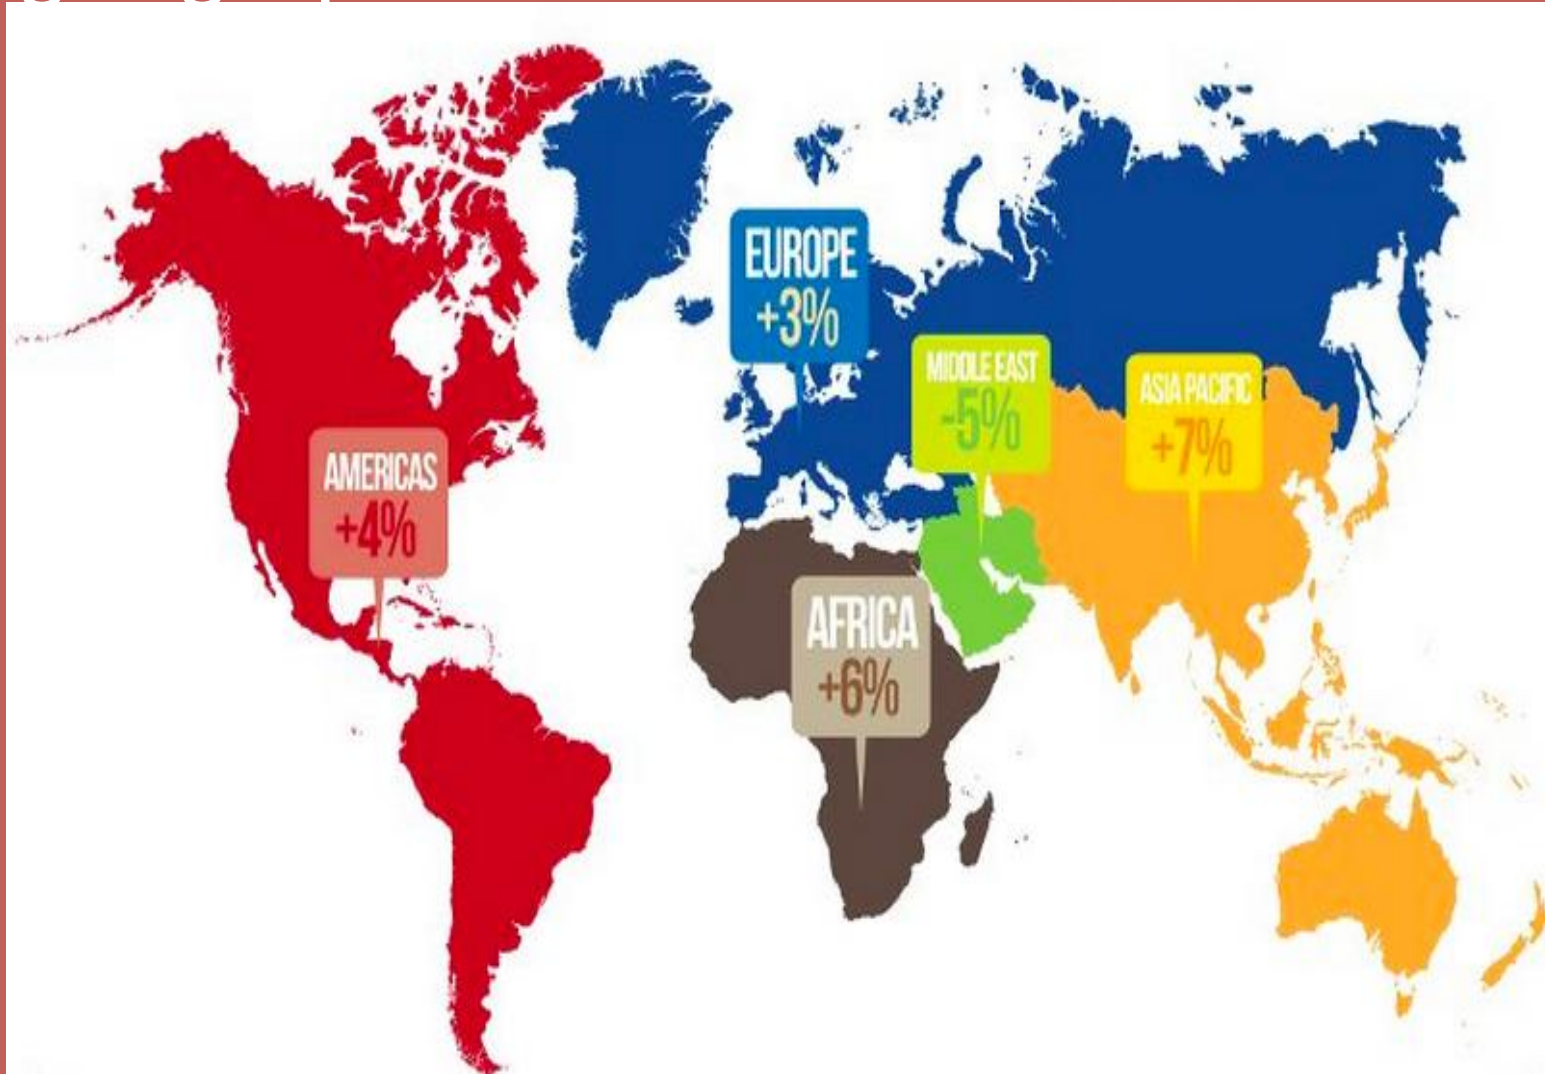 EUROPE
+3%
MIDDLE EAST
-5%
ASIA PACIFIC
+7%
AMERICAS
+4%
AFRICA
+6%